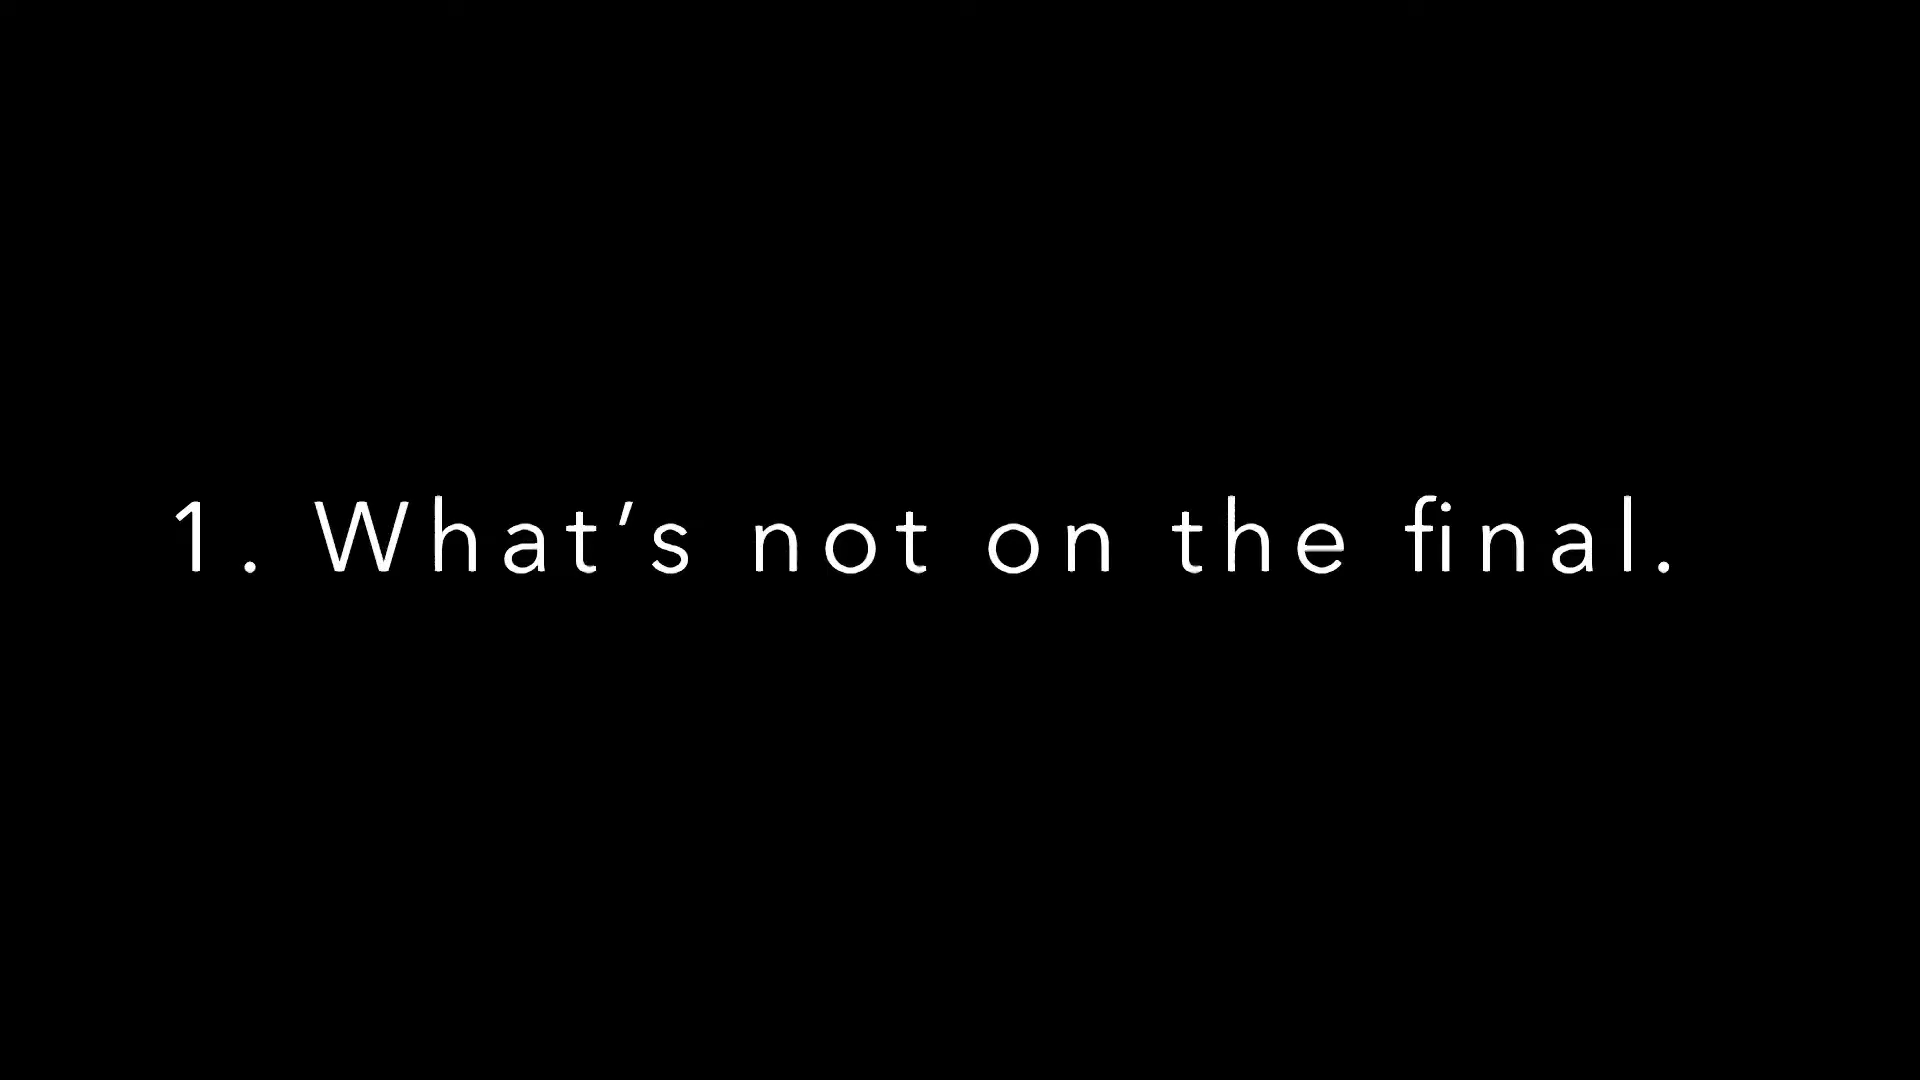 1. What’s not on the final.